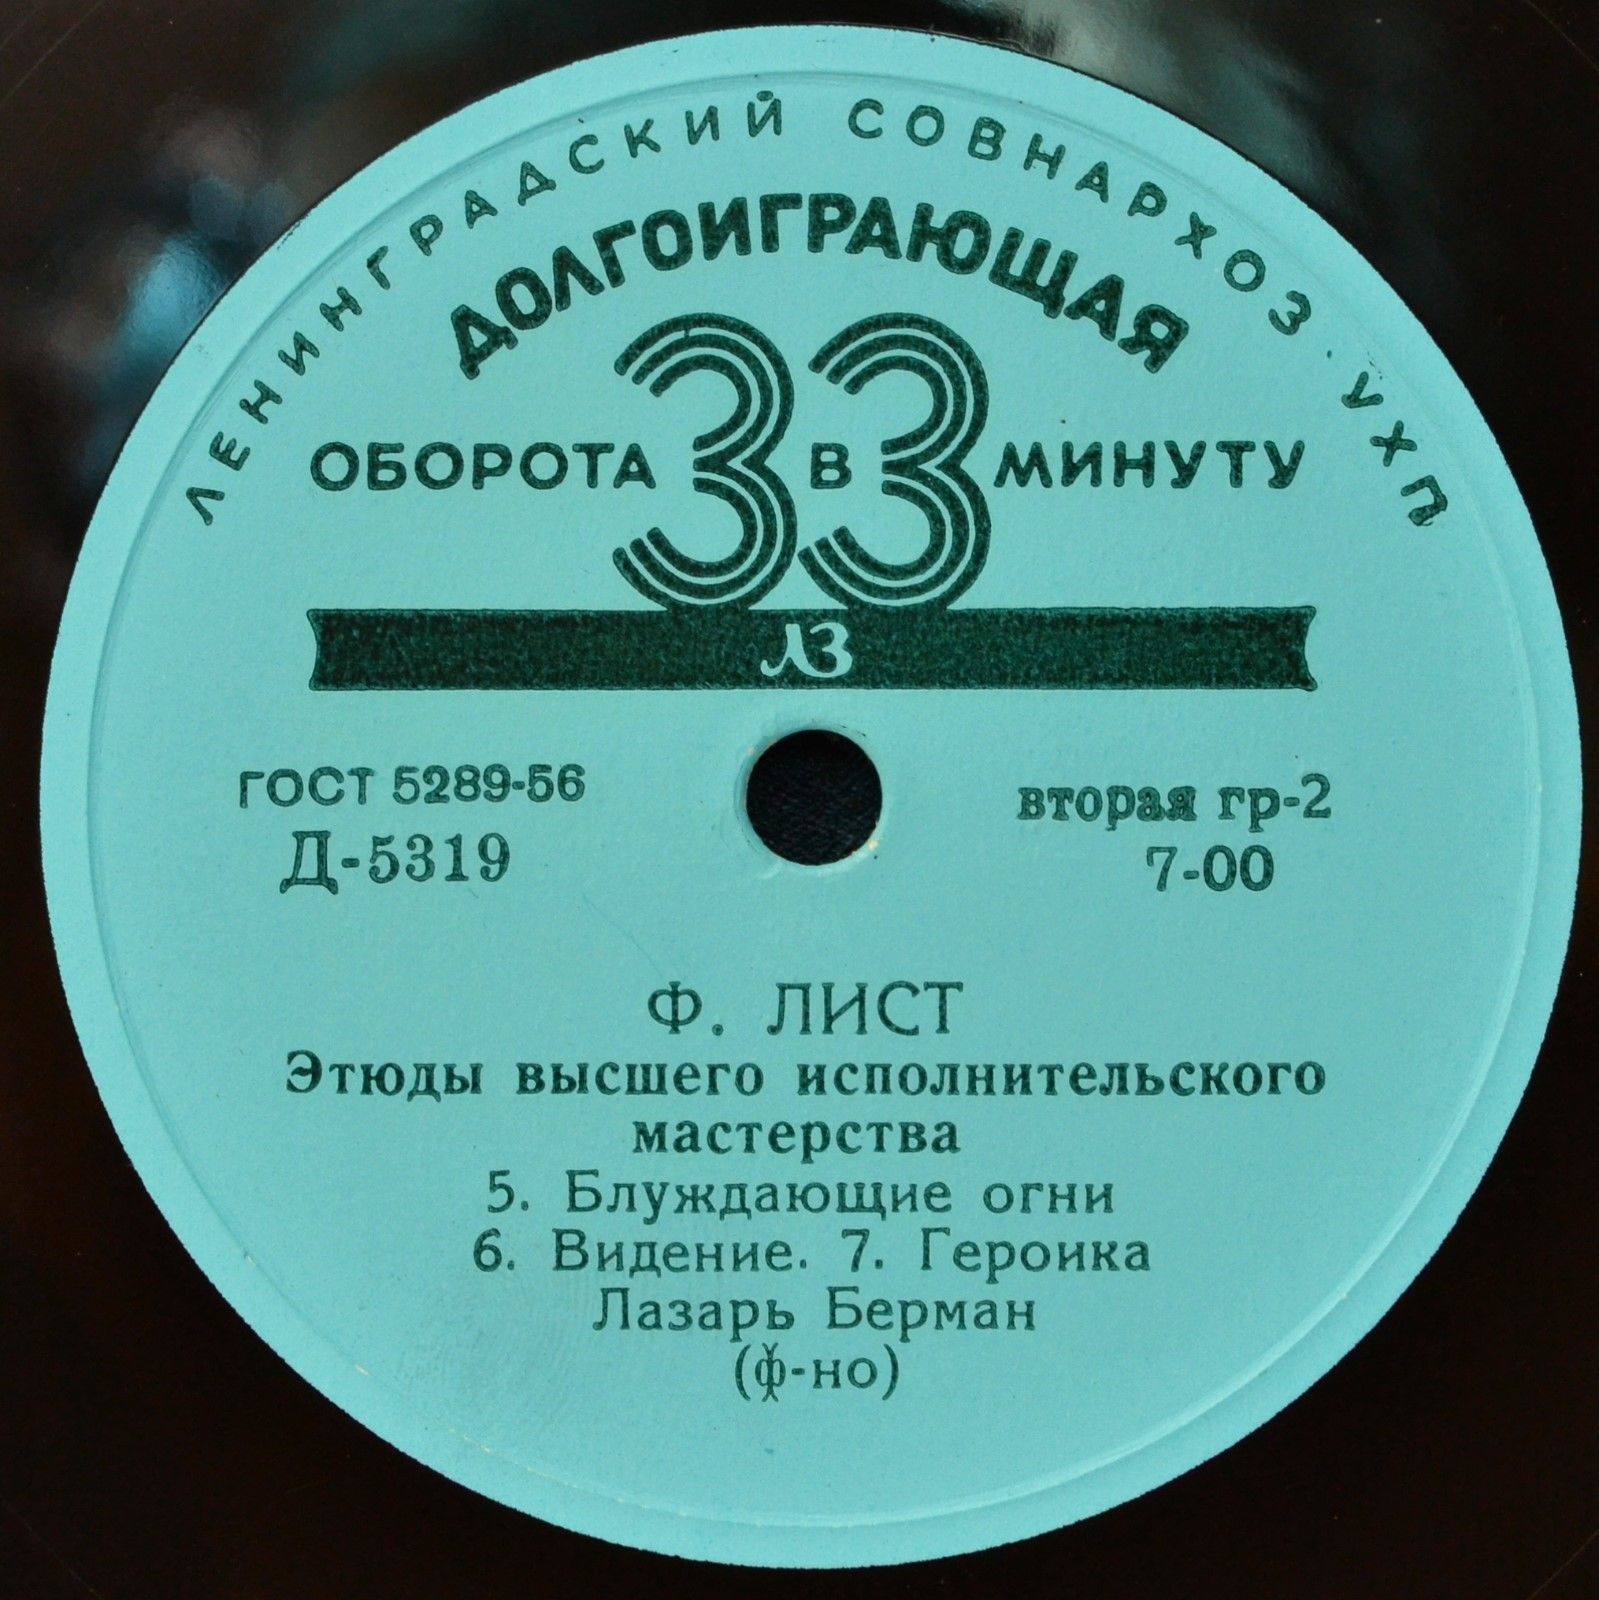 ЛЕНИНГРАДСКИЙ СОВНАРХОЗ·УХП
ДОЛГОИГРАЮЩАЯ
33
ОБОРОТА В МИНУТУ
ЛЗ
ГОСТ 5289-56
Д-5319
вторая гр-2
7-00
Ф. ЛИСТ
Этюды высшего исполнительского
мастерства
5. Блуждающие огни
6. Видение. 7. Героика
Лазарь Берман
(ф-но)